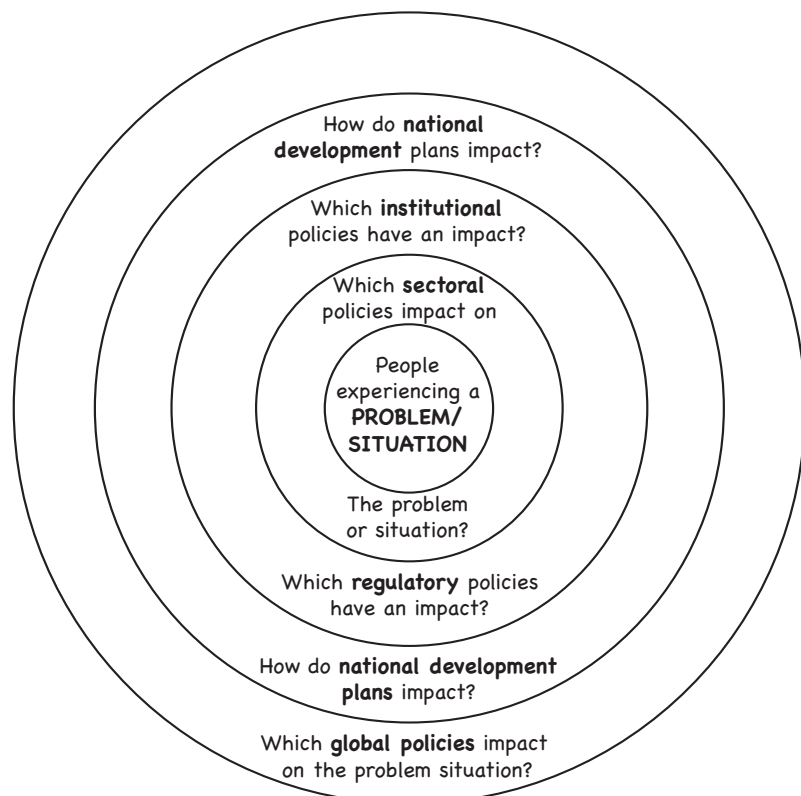 How do national
development plans impact?
Which institutional
policies have an impact?
Which sectoral
policies impact on
People
experiencing a
PROBLEM/
SITUATION
The problem
or situation?
Which regulatory policies
have an impact?
How do national development
plans impact?
Which global policies impact
on the problem situation?